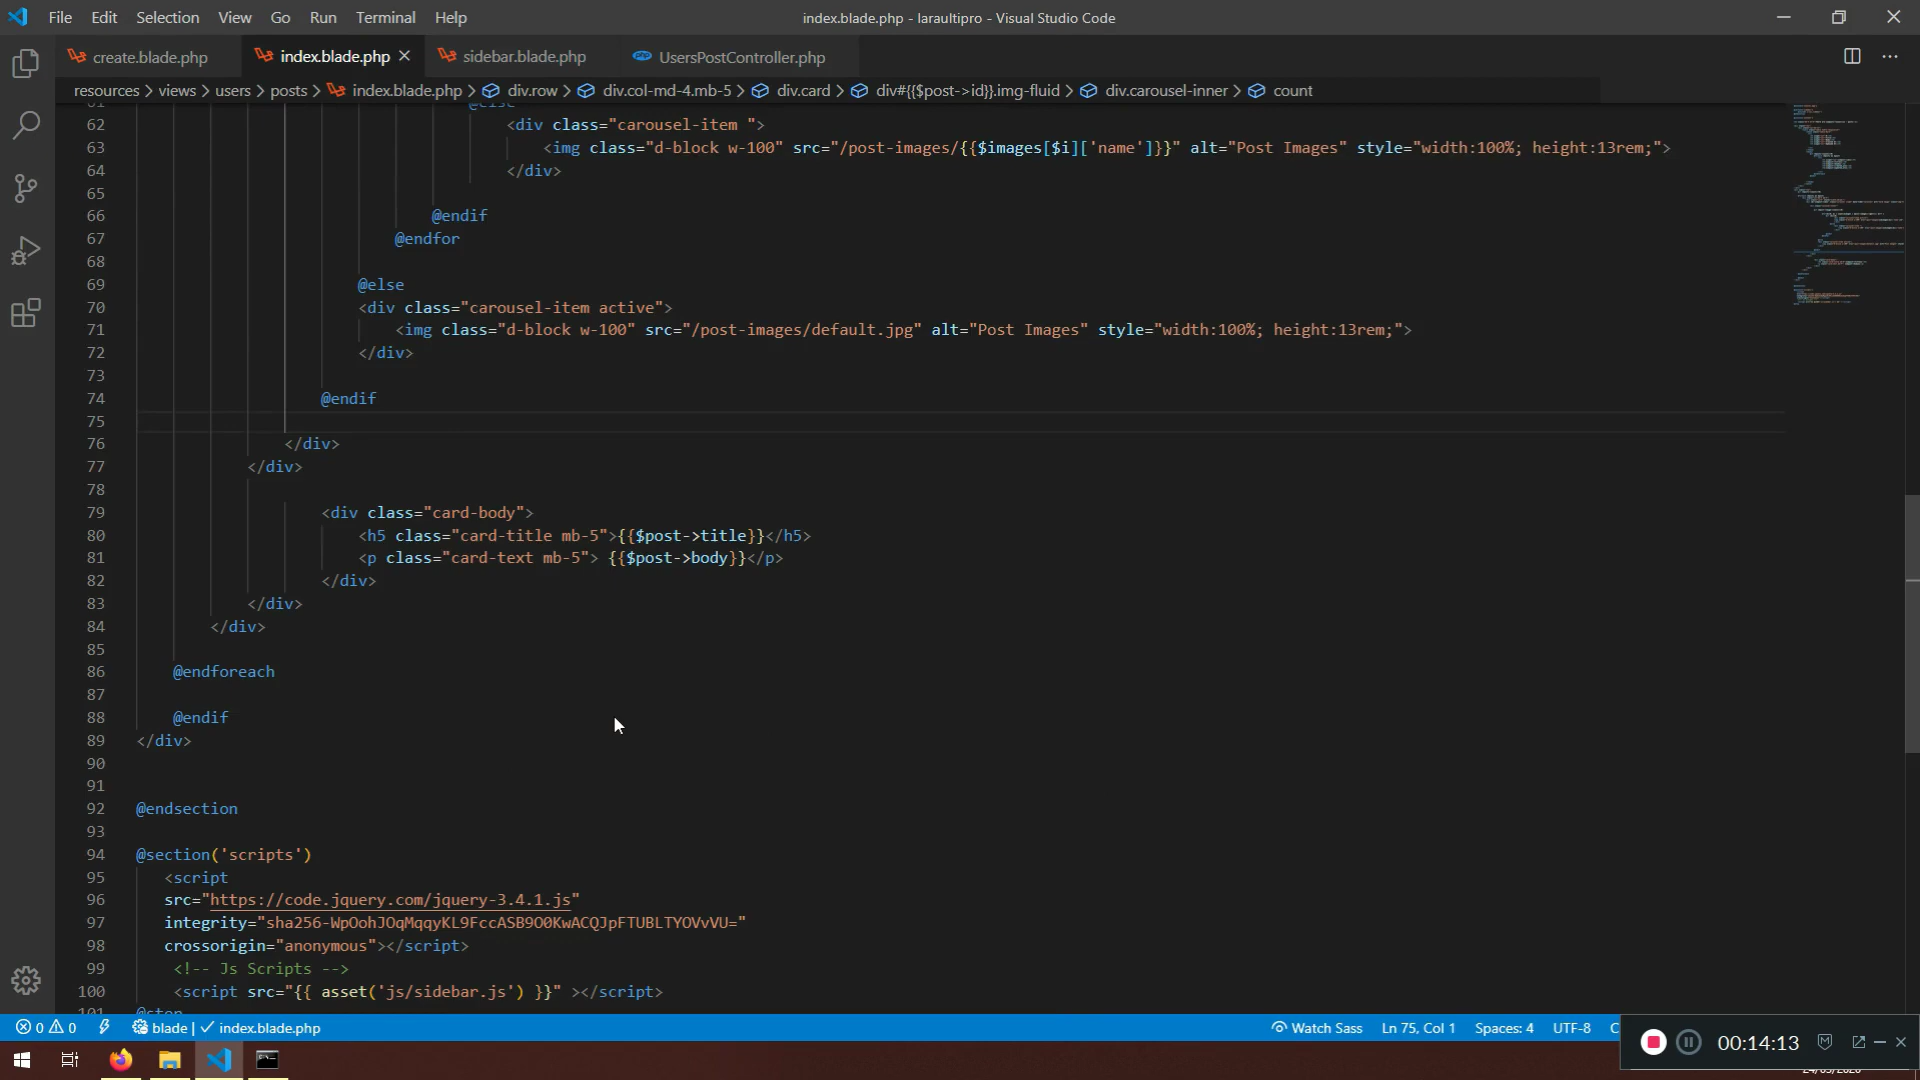 File Edit Selection View Go Run Terminal Help
index.blade.php - laraultipro - Visual Studio Code
create.blade.php index.blade.php sidebar.blade.php UsersPostController.php
resources > views > users > posts > index.blade.php > div.row > div.col-md-4.mb-5 > div.card > div#{{$post->id}}.img-fluid > div.carousel-inner > count
61 @else
62 <div class="carousel-item ">
63 <img class="d-block w-100" src="/post-images/{{$images[$i]['name']}}" alt="Post Images" style="width:100%; height:13rem;">
64 </div>
65
66 @endif
67 @endfor
68
69 @else
70 <div class="carousel-item active">
71 <img class="d-block w-100" src="/post-images/default.jpg" alt="Post Images" style="width:100%; height:13rem;">
72 </div>
73
74 @endif
75
76 </div>
77 </div>
78
79 <div class="card-body">
80 <h5 class="card-title mb-5">{{$post->title}}</h5>
81 <p class="card-text mb-5"> {{$post->body}}</p>
82 </div>
83 </div>
84 </div>
85
86 @endforeach
87
88 @endif
89 </div>
90
91
92 @endsection
93
94 @section('scripts')
95 <script
96 src="https://code.jquery.com/jquery-3.4.1.js"
97 integrity="sha256-WpOohJOqMqqyKL9FccASB9O0KwACQJpFTUBLTYOVvVU="
98 crossorigin="anonymous"></script>
99 <!-- Js Scripts -->
100 <script src="{{ asset('js/sidebar.js') }}" ></script>
101 @stop
0 0 blade | index.blade.php Watch Sass Ln 75, Col 1 Spaces: 4 UTF-8
00:14:13